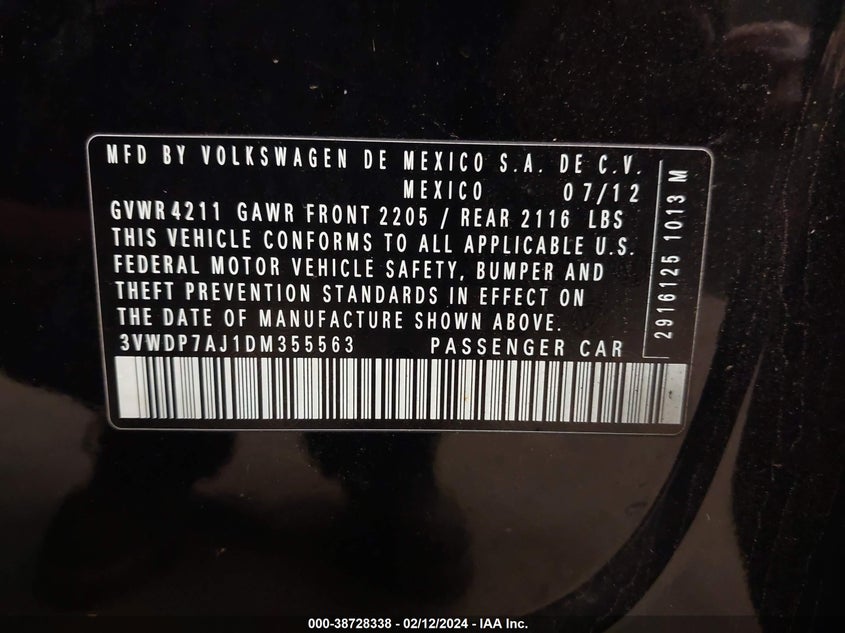 MFD BY VOLKSWAGEN DE MEXICO S.A. DE C.V.
MEXICO 07/12
GVWR 4211 GAWR FRONT 2205 / REAR 2116 LBS
THIS VEHICLE CONFORMS TO ALL APPLICABLE U.S.
FEDERAL MOTOR VEHICLE SAFETY, BUMPER AND
THEFT PREVENTION STANDARDS IN EFFECT ON
THE DATE OF MANUFACTURE SHOWN ABOVE.
3VWDP7AJ1DM355563 PASSENGER CAR
2916125 1013 M
000-38728338 - 02/12/2024 - IAA Inc.